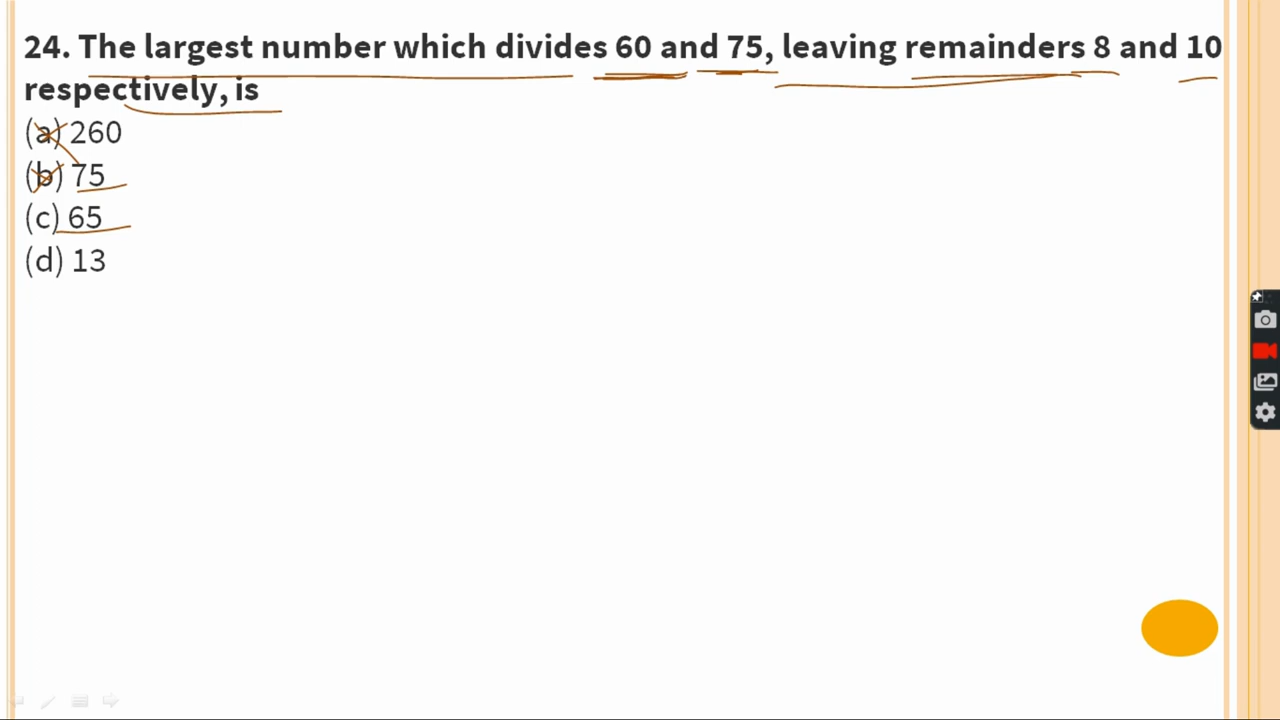 24. The largest number which divides 60 and 75, leaving remainders 8 and 10
respectively, is
(a) 260
(b) 75
(c) 65
(d) 13